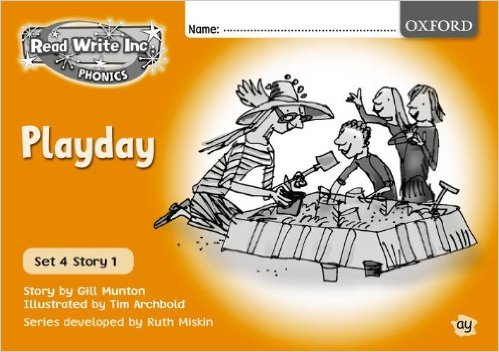 Read Write Inc.
PHONICS
Name:
OXFORD
Playday
Set 4 Story 1
Story by Gill Munton
Illustrated by Tim Archbold
Series developed by Ruth Miskin
ay